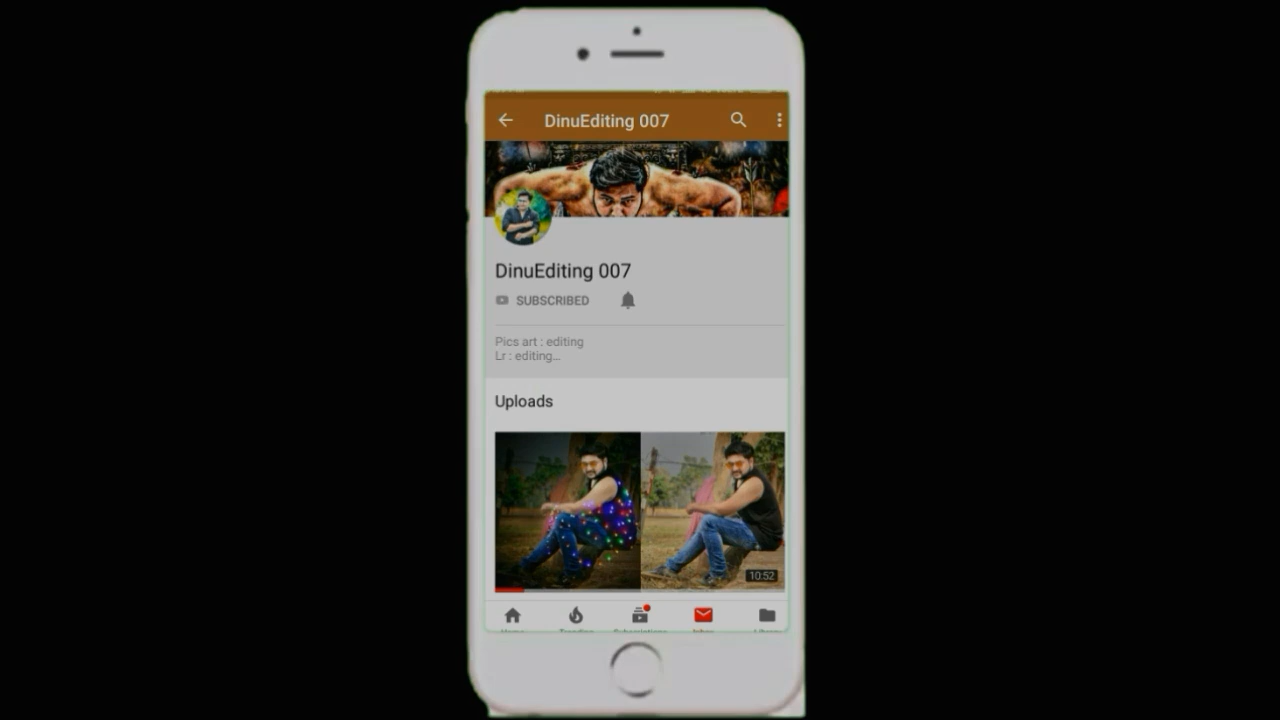 DinuEditing 007
DinuEditing 007
SUBSCRIBED
Pics art : editing
Lr : editing...
Uploads
10:52